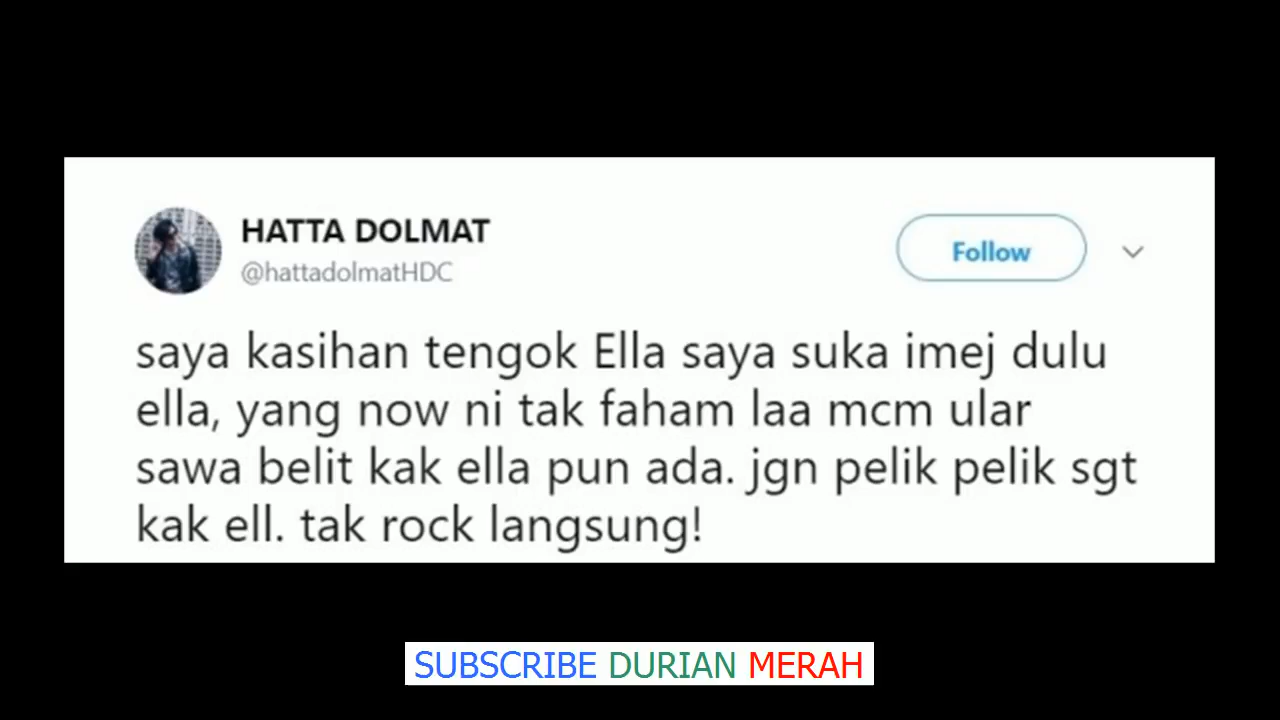 HATTA DOLMAT
@hattadolmatHDC
Follow
saya kasihan tengok Ella saya suka imej dulu
ella, yang now ni tak faham laa mcm ular
sawa belit kak ella pun ada. jgn pelik pelik sgt
kak ell. tak rock langsung!
SUBSCRIBE DURIAN MERAH